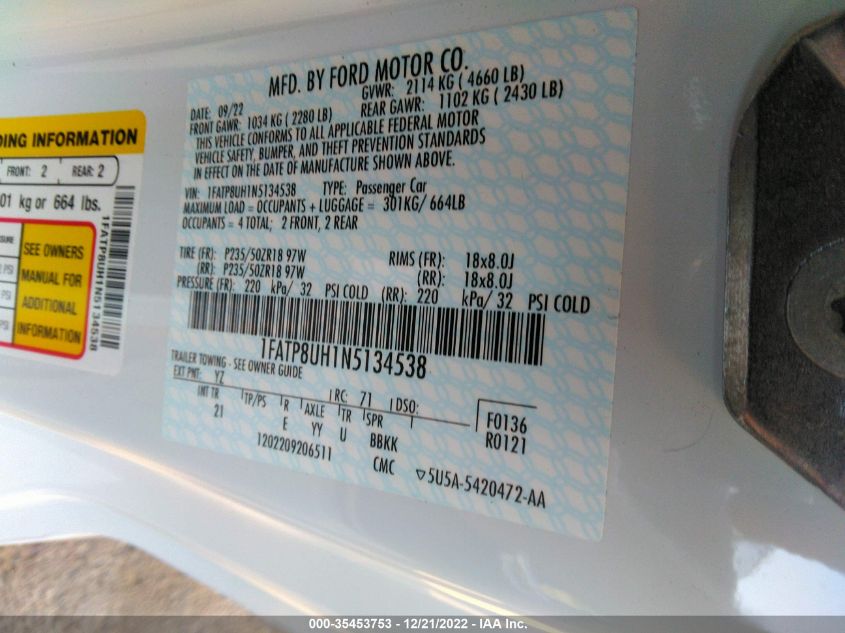 MFD. BY FORD MOTOR CO.
DATE: 09/22 GVWR: 2114 KG ( 4660 LB)
FRONT GAWR: 1034 KG ( 2280 LB) REAR GAWR: 1102 KG ( 2430 LB)
THIS VEHICLE CONFORMS TO ALL APPLICABLE FEDERAL MOTOR
VEHICLE SAFETY, BUMPER, AND THEFT PREVENTION STANDARDS
IN EFFECT ON THE DATE OF MANUFACTURE SHOWN ABOVE.
VIN: 1FATP8UH1N5134538 TYPE: Passenger Car
MAXIMUM LOAD = OCCUPANTS + LUGGAGE = 301KG/ 664LB
OCCUPANTS = 4 TOTAL; 2 FRONT, 2 REAR
TIRE (FR): P235/50ZR18 97W RIMS (FR): 18x8.0J
(RR): P235/50ZR18 97W (RR): 18x8.0J
PRESSURE (FR): 220 kPa/ 32 PSI COLD (RR): 220 kPa/ 32 PSI COLD
1FATP8UH1N5134538
TRAILER TOWING - SEE OWNER GUIDE
EXT PNT: YZ RC: 71 DSO:
INT TR TP/PS R AXLE TR SPR F0136
21 E YY U BBKK R0121
1202209206511 CMC ▽5U5A-5420472-AA
DING INFORMATION
FRONT: 2 REAR: 2
01 kg or 664 lbs.
SEE OWNERS
MANUAL FOR
ADDITIONAL
INFORMATION
PSI
PSI
1FATP8UH1N5134538
000-35453753 - 12/21/2022 - IAA Inc.